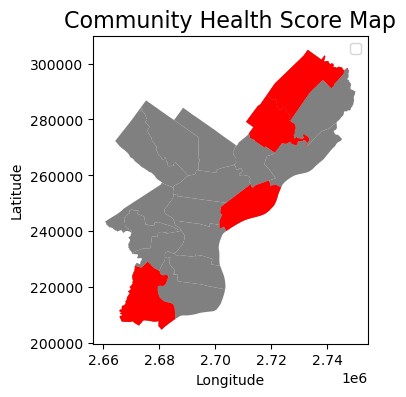 Community Health Score Map
300000
280000
260000
240000
220000
200000
Latitude
2.66 2.68 2.70 2.72 2.74
1e6
Longitude